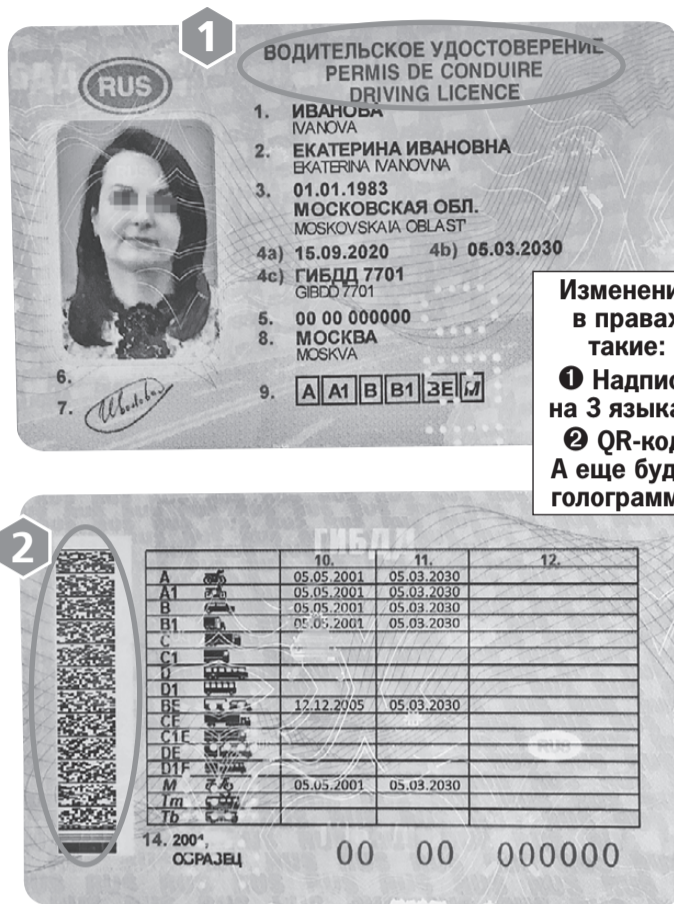 1
ВОДИТЕЛЬСКОЕ УДОСТОВЕРЕНИЕ
PERMIS DE CONDUIRE
DRIVING LICENCE
RUS
1. ИВАНОВА
IVANOVA
2. ЕКАТЕРИНА ИВАНОВНА
EKATERINA IVANOVNA
3. 01.01.1983
МОСКОВСКАЯ ОБЛ.
MOSKOVSKAIA OBLAST'
4a) 15.09.2020 4b) 05.03.2030
4c) ГИБДД 7701
GIBDD 7701
5. 00 00 000000
8. МОСКВА
MOSKVA
6.
7.
9. A A1 B B1 BE M
Изменени
в правах
такие:
❶ Надпис
на 3 языка
❷ QR-код
А еще буд
голограмм
2
ГИБДД
10. 11. 12.
A 05.05.2001 05.03.2030
A1 05.05.2001 05.03.2030
B 05.05.2001 05.03.2030
B1 05.05.2001 05.03.2030
C
C1
D
D1
BE 12.12.2005 05.03.2030
CE
C1E
DE
D1E
M 05.05.2001 05.03.2030
Tm
Tb
RUS
14.
ОБРАЗЕЦ 00 00 000000